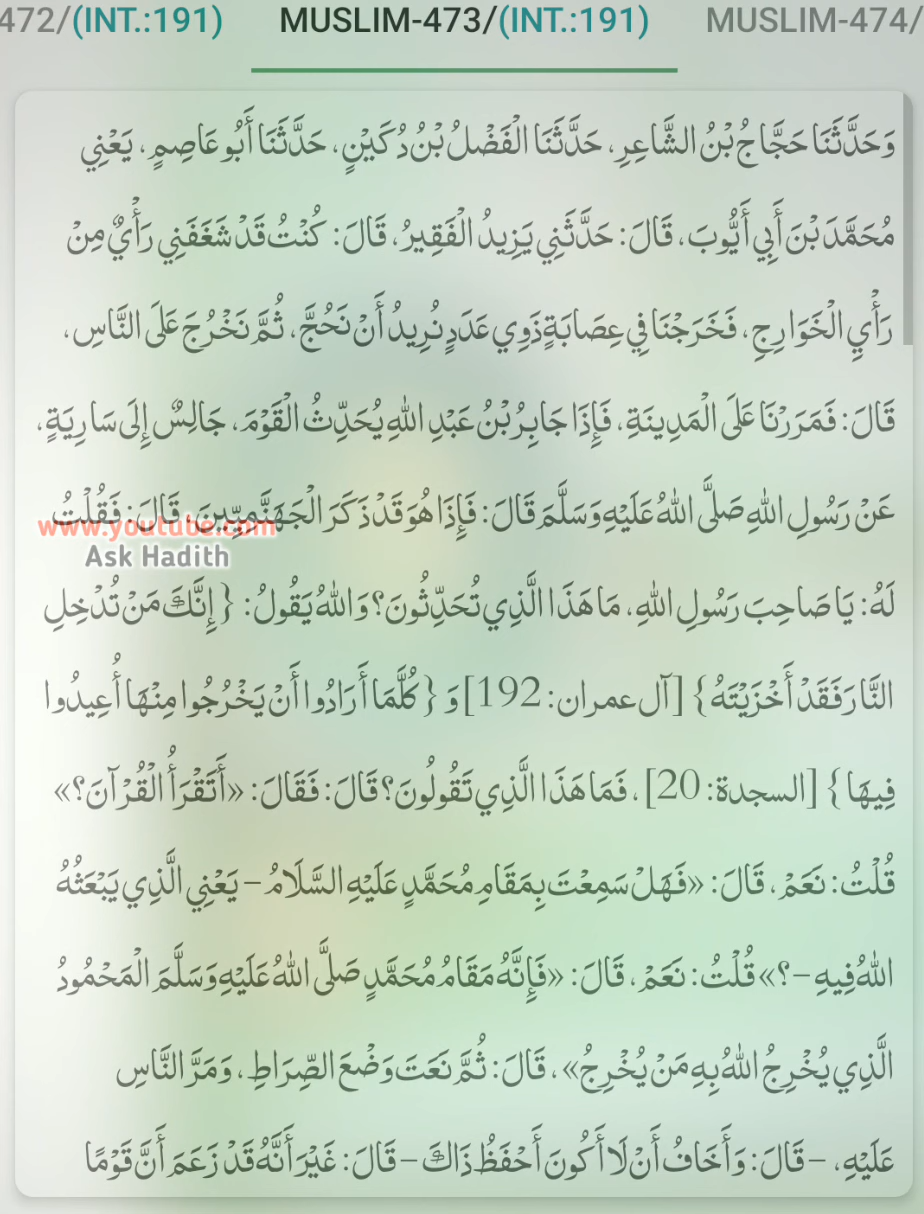 472/(INT.:191) MUSLIM-473/(INT.:191) MUSLIM-474/
وَحَدَّثَنَا حَجَّاجُ بْنُ الشَّاعِرِ، حَدَّثَنَا الْفَضْلُ بْنُ دُكَيْنٍ، حَدَّثَنَا أَبُو عَاصِمٍ، يَعْنِي
مُحَمَّدَ بْنَ أَبِي أَيُّوبَ، قَالَ: حَدَّثَنِي يَزِيدُ الْفَقِيرُ، قَالَ: كُنْتُ قَدْ شَغَفَنِي رَأْيٌ مِنْ
رَأْيِ الْخَوَارِجِ، فَخَرَجْنَا فِي عِصَابَةٍ ذَوِي عَدَدٍ نُرِيدُ أَنْ نَحُجَّ، ثُمَّ نَخْرُجَ عَلَى النَّاسِ،
قَالَ: فَمَرَرْنَا عَلَى الْمَدِينَةِ، فَإِذَا جَابِرُ بْنُ عَبْدِ اللهِ يُحَدِّثُ الْقَوْمَ، جَالِسٌ إِلَى سَارِيَةٍ،
عَنْ رَسُولِ اللهِ صَلَّى اللهُ عَلَيْهِ وَسَلَّمَ قَالَ: فَإِذَا هُوَ قَدْ ذَكَرَ الْجَهَنَّمِيِّينَ، قَالَ: فَقُلْتُ
www.youtube.com
Ask Hadith
لَهُ: يَا صَاحِبَ رَسُولِ اللهِ، مَا هَذَا الَّذِي تُحَدِّثُونَ؟ وَاللهُ يَقُولُ: {إِنَّكَ مَنْ تُدْخِلِ
النَّارَ فَقَدْ أَخْزَيْتَهُ} [آل عمران: 192] وَ {كُلَّمَا أَرَادُوا أَنْ يَخْرُجُوا مِنْهَا أُعِيدُوا
فِيهَا} [السجدة: 20]، فَمَا هَذَا الَّذِي تَقُولُونَ؟ قَالَ: فَقَالَ: «أَتَقْرَأُ الْقُرْآنَ؟»
قُلْتُ: نَعَمْ، قَالَ: «فَهَلْ سَمِعْتَ بِمَقَامِ مُحَمَّدٍ عَلَيْهِ السَّلَامُ – يَعْنِي الَّذِي يَبْعَثُهُ
اللهُ فِيهِ –؟» قُلْتُ: نَعَمْ، قَالَ: «فَإِنَّهُ مَقَامُ مُحَمَّدٍ صَلَّى اللهُ عَلَيْهِ وَسَلَّمَ الْمَحْمُودُ
الَّذِي يُخْرِجُ اللهُ بِهِ مَنْ يُخْرِجُ»، قَالَ: ثُمَّ نَعَتَ وَضْعَ الصِّرَاطِ، وَمَرَّ النَّاسِ
عَلَيْهِ، – قَالَ: وَأَخَافُ أَنْ لَا أَكُونَ أَحْفَظُ ذَاكَ – قَالَ: غَيْرَ أَنَّهُ قَدْ زَعَمَ أَنَّ قَوْمًا